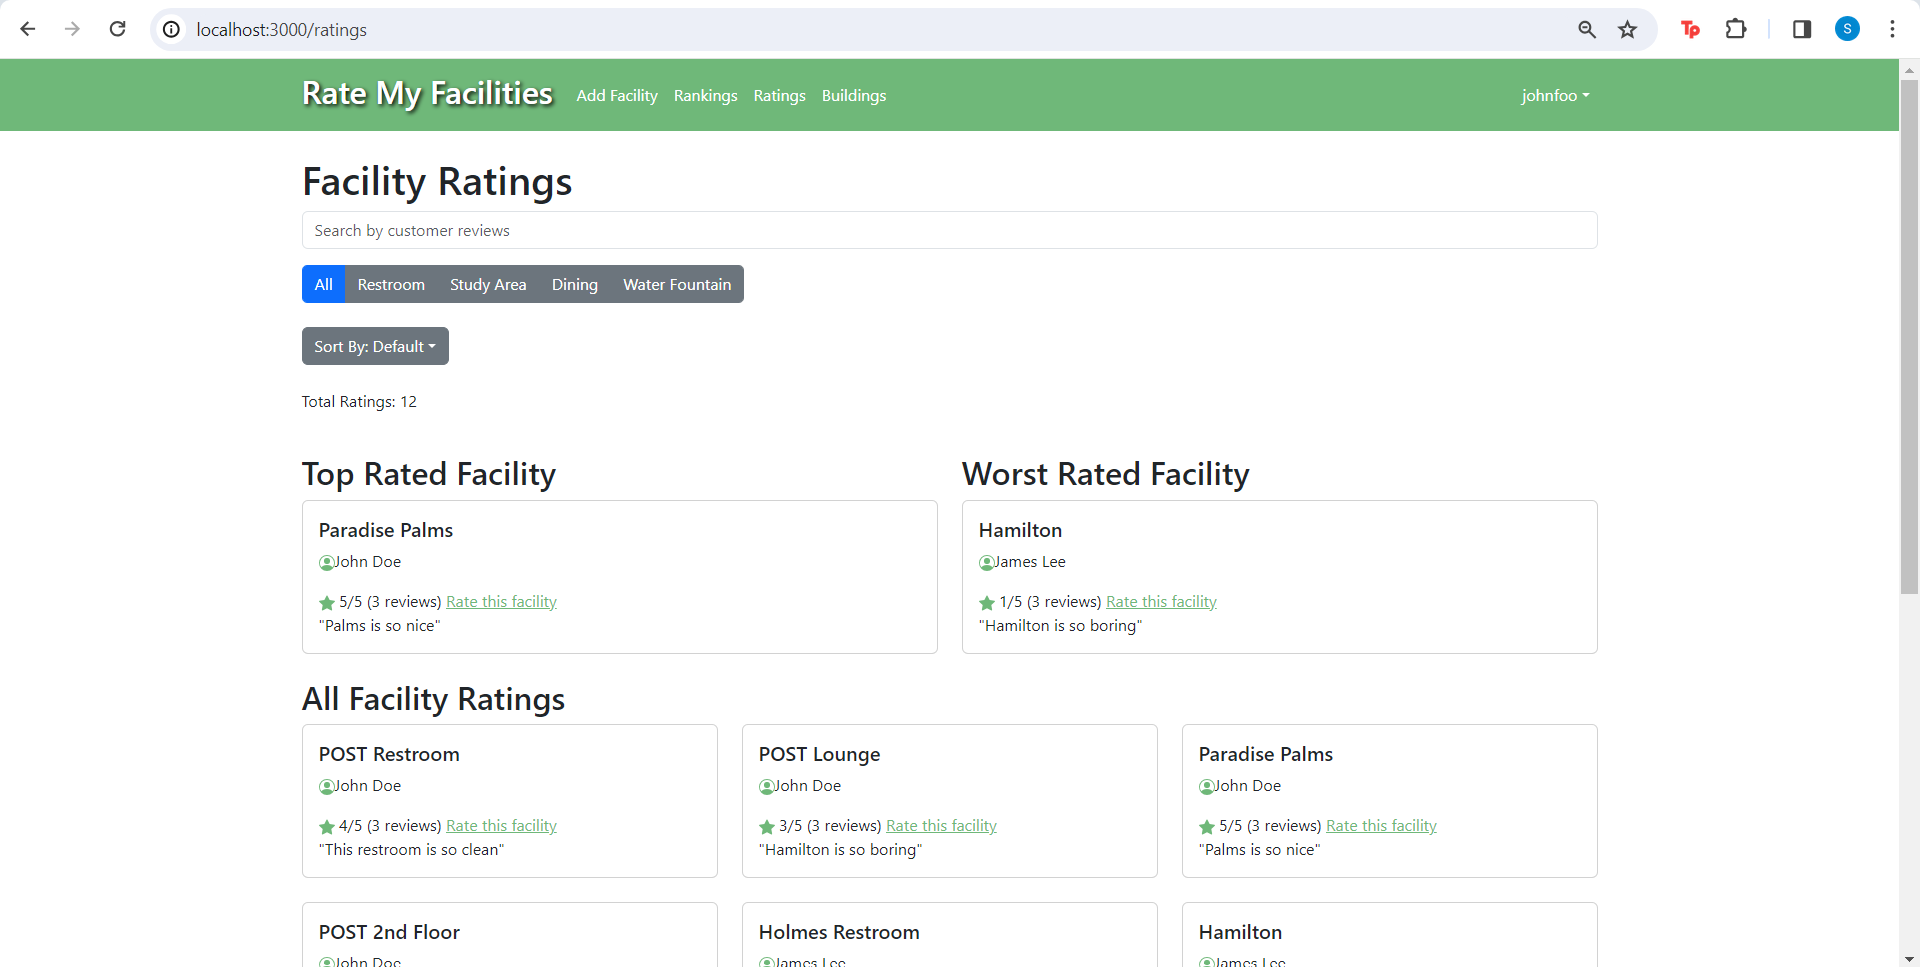 localhost:3000/ratings
Tp
S
Rate My Facilities Add Facility Rankings Ratings Buildings johnfoo
Facility Ratings
Search by customer reviews
All Restroom Study Area Dining Water Fountain
Sort By: Default
Total Ratings: 12
Top Rated Facility
Paradise Palms
John Doe
5/5 (3 reviews) Rate this facility
"Palms is so nice"
Worst Rated Facility
Hamilton
James Lee
1/5 (3 reviews) Rate this facility
"Hamilton is so boring"
All Facility Ratings
POST Restroom
John Doe
4/5 (3 reviews) Rate this facility
"This restroom is so clean"
POST Lounge
John Doe
3/5 (3 reviews) Rate this facility
"Hamilton is so boring"
Paradise Palms
John Doe
5/5 (3 reviews) Rate this facility
"Palms is so nice"
POST 2nd Floor
John Doe
Holmes Restroom
James Lee
Hamilton
James Lee